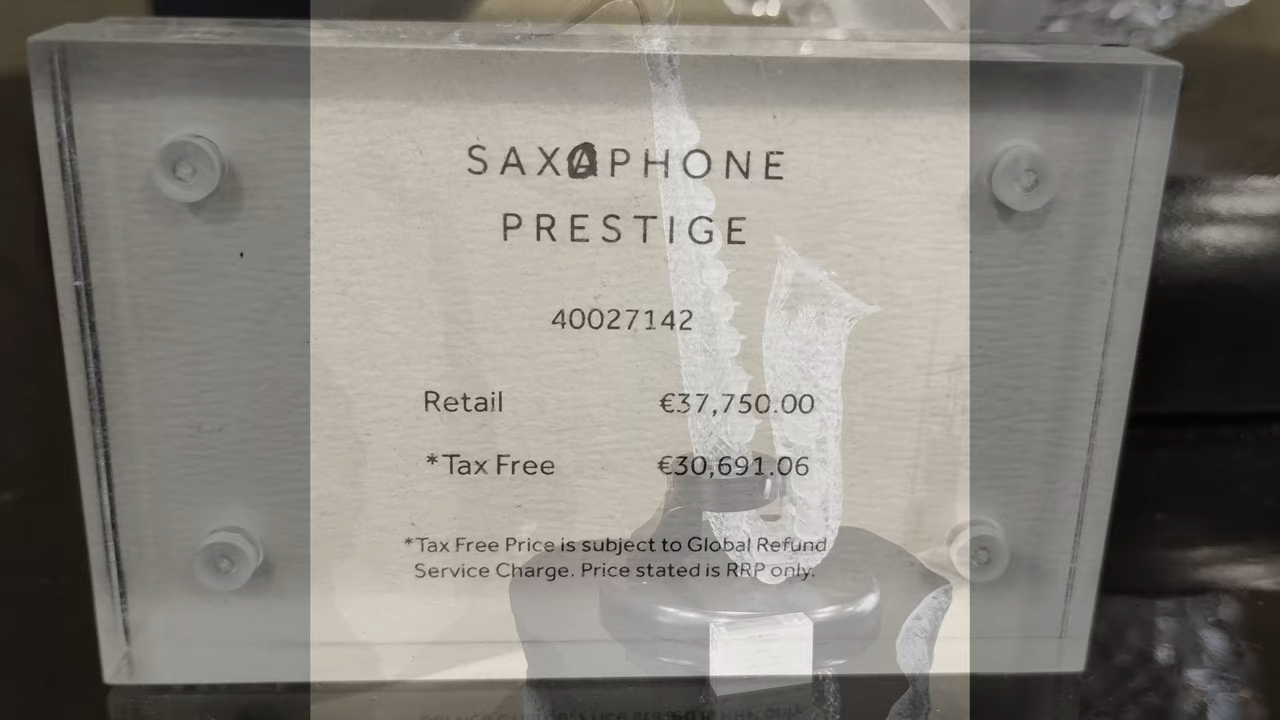 SAXAPHONE
PRESTIGE
40027142
Retail €37,750.00
*Tax Free €30,691.06
*Tax Free Price is subject to Global Refund
Service Charge. Price stated is RRP only.